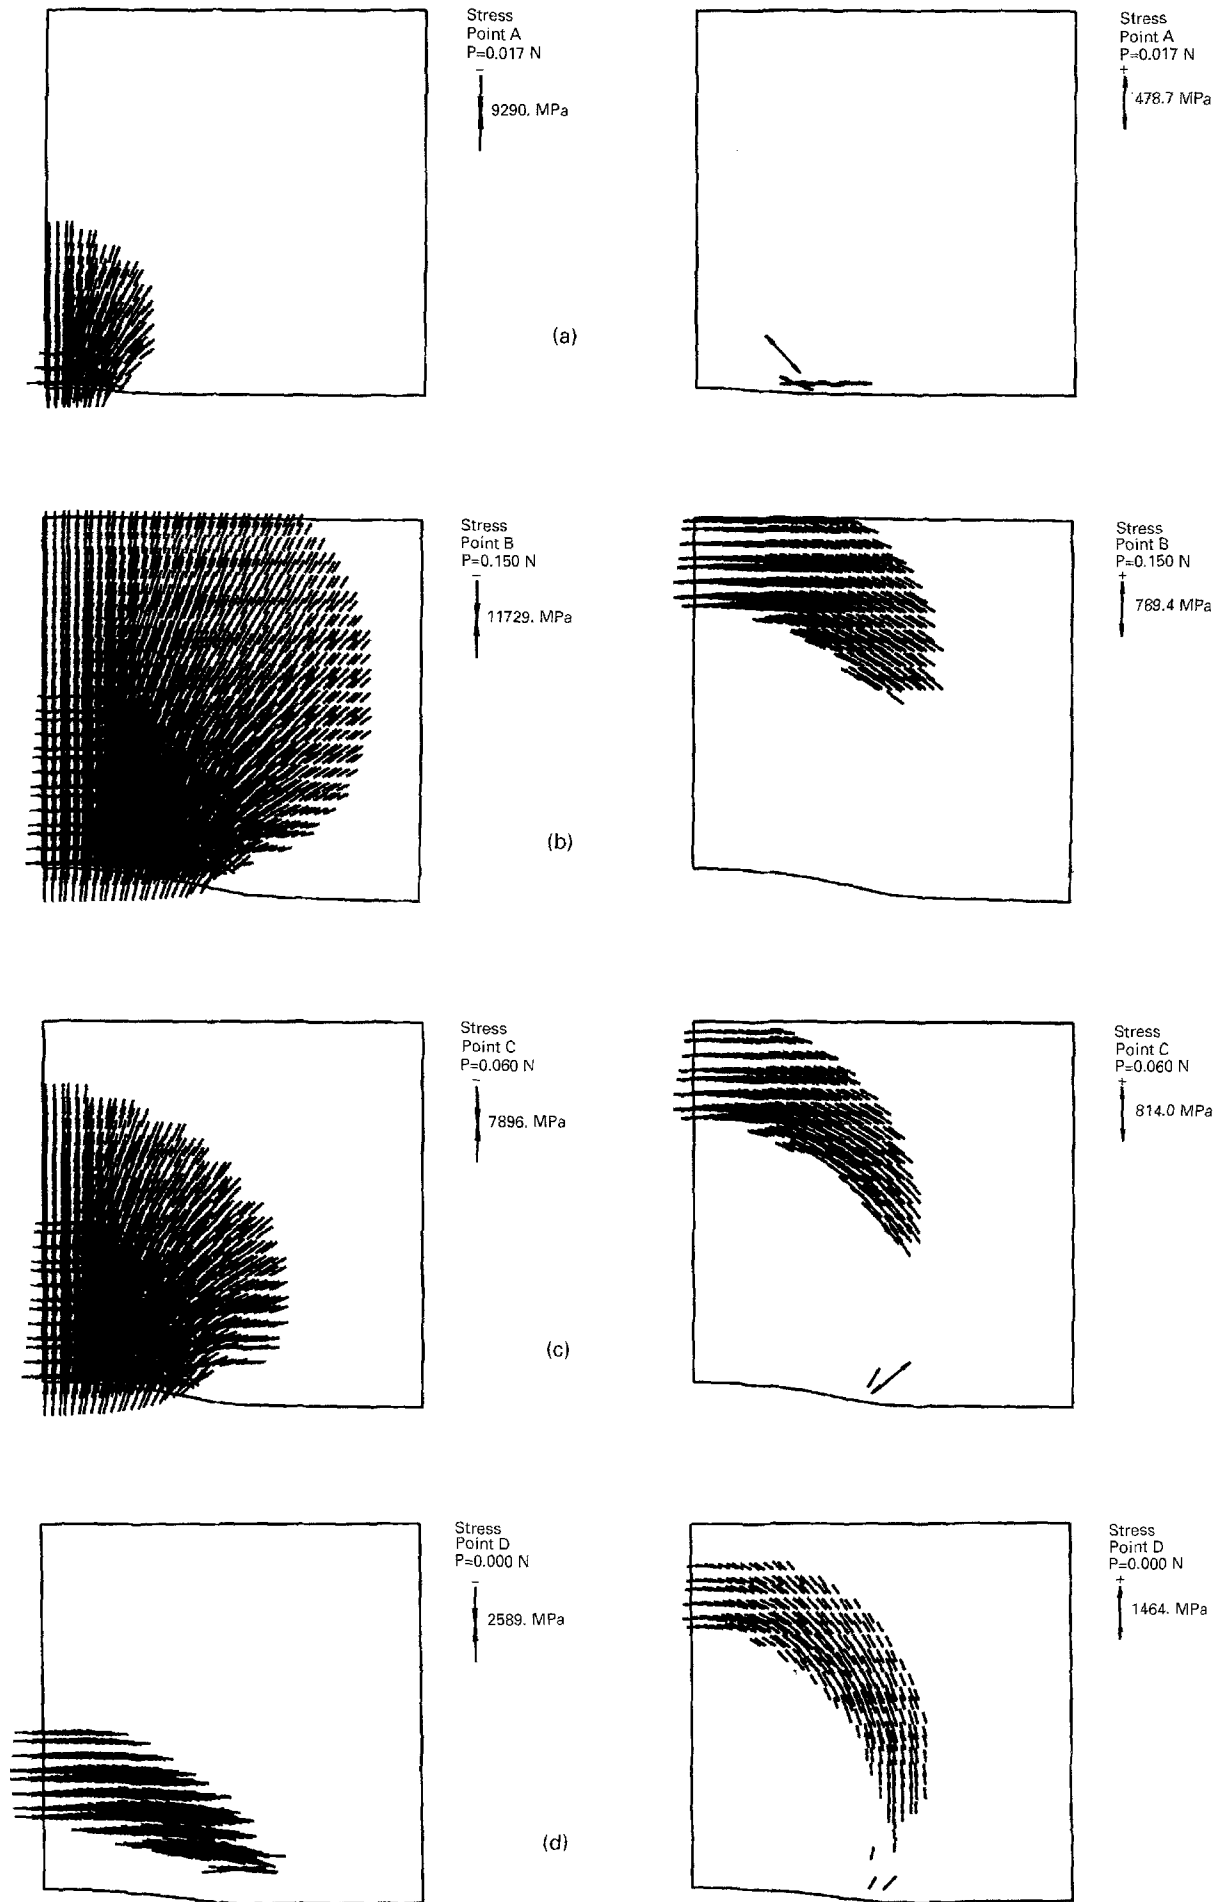 Stress
Point A
P=0.017 N
−
9290. MPa
Stress
Point A
P=0.017 N
+
478.7 MPa
(a)
Stress
Point B
P=0.150 N
−
11729. MPa
Stress
Point B
P=0.150 N
+
769.4 MPa
(b)
Stress
Point C
P=0.060 N
−
7896. MPa
Stress
Point C
P=0.060 N
+
814.0 MPa
(c)
Stress
Point D
P=0.000 N
−
2589. MPa
Stress
Point D
P=0.000 N
+
1464. MPa
(d)